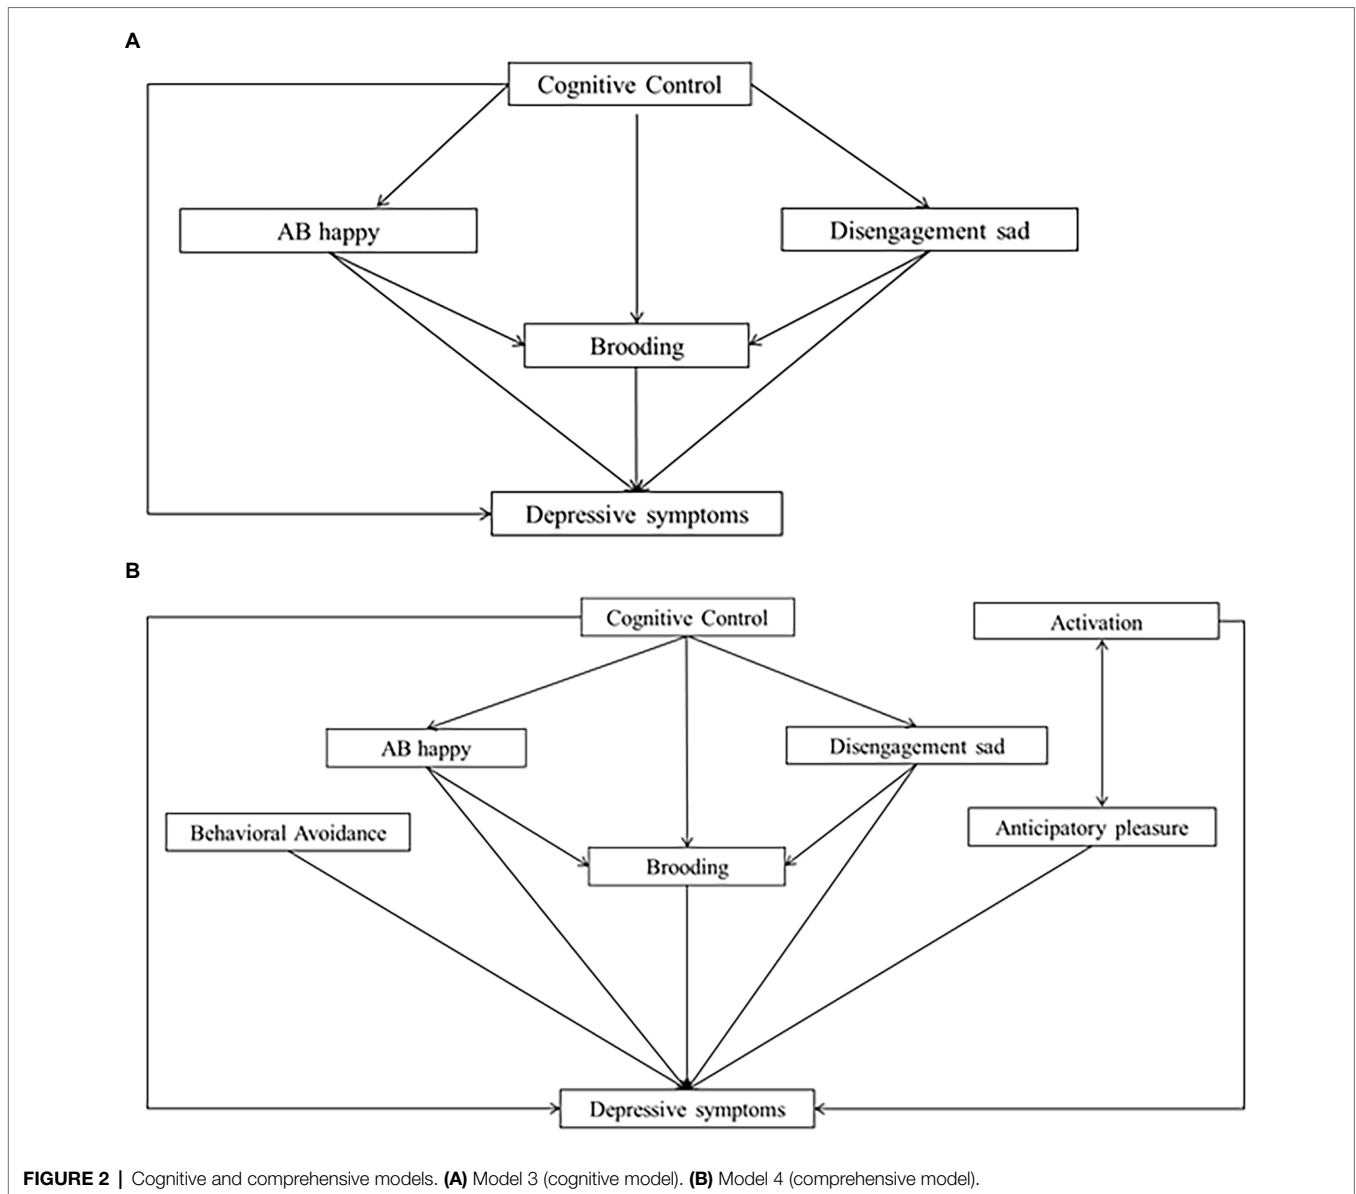 A
Cognitive Control
AB happy
Disengagement sad
Brooding
Depressive symptoms
B
Cognitive Control
Activation
AB happy
Disengagement sad
Behavioral Avoidance
Anticipatory pleasure
Brooding
Depressive symptoms
FIGURE 2 | Cognitive and comprehensive models. (A) Model 3 (cognitive model). (B) Model 4 (comprehensive model).